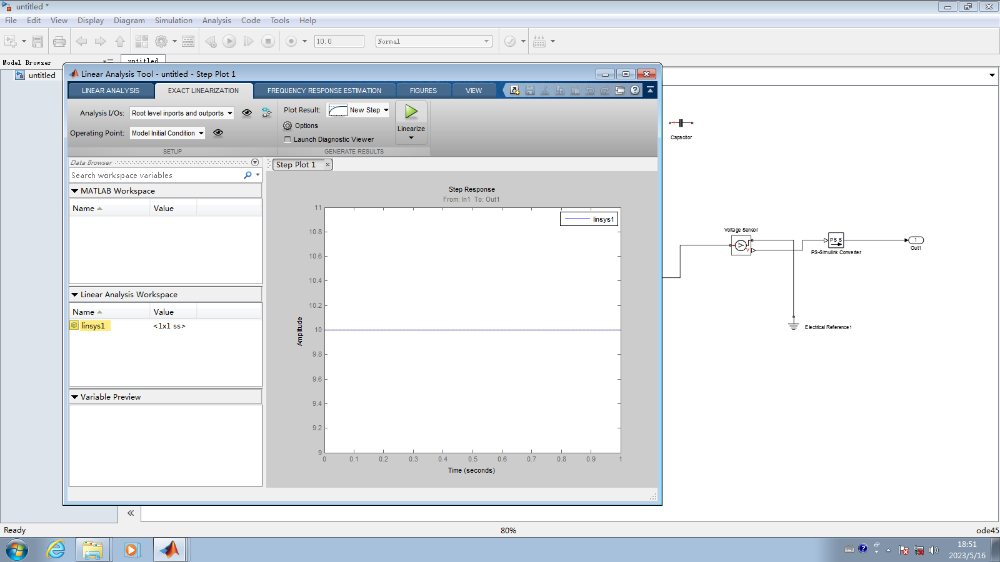 untitled *
File Edit View Display Diagram Simulation Analysis Code Tools Help
10.0 Normal
Model Browser untitled
untitled
Linear Analysis Tool - untitled - Step Plot 1
LINEAR ANALYSIS EXACT LINEARIZATION FREQUENCY RESPONSE ESTIMATION FIGURES VIEW
Analysis I/Os: Root level inports and outports
Operating Point: Model Initial Condition
SETUP
Plot Result: New Step
Options
Launch Diagnostic Viewer
Linearize
GENERATE RESULTS
Data Browser
Search workspace variables
MATLAB Workspace
Name Value
Linear Analysis Workspace
Name Value
linsys1 <1x1 ss>
Variable Preview
Step Plot 1
Step Response
From: In1 To: Out1
linsys1
11
10.8
10.6
10.4
10.2
10
9.8
9.6
9.4
9.2
9
Amplitude
0 0.1 0.2 0.3 0.4 0.5 0.6 0.7 0.8 0.9 1
Time (seconds)
Capacitor
Voltage Sensor
V
PS S
PS-Simulink Converter
1
Out1
Electrical Reference1
Ready 80% ode45
18:51
2023/5/16